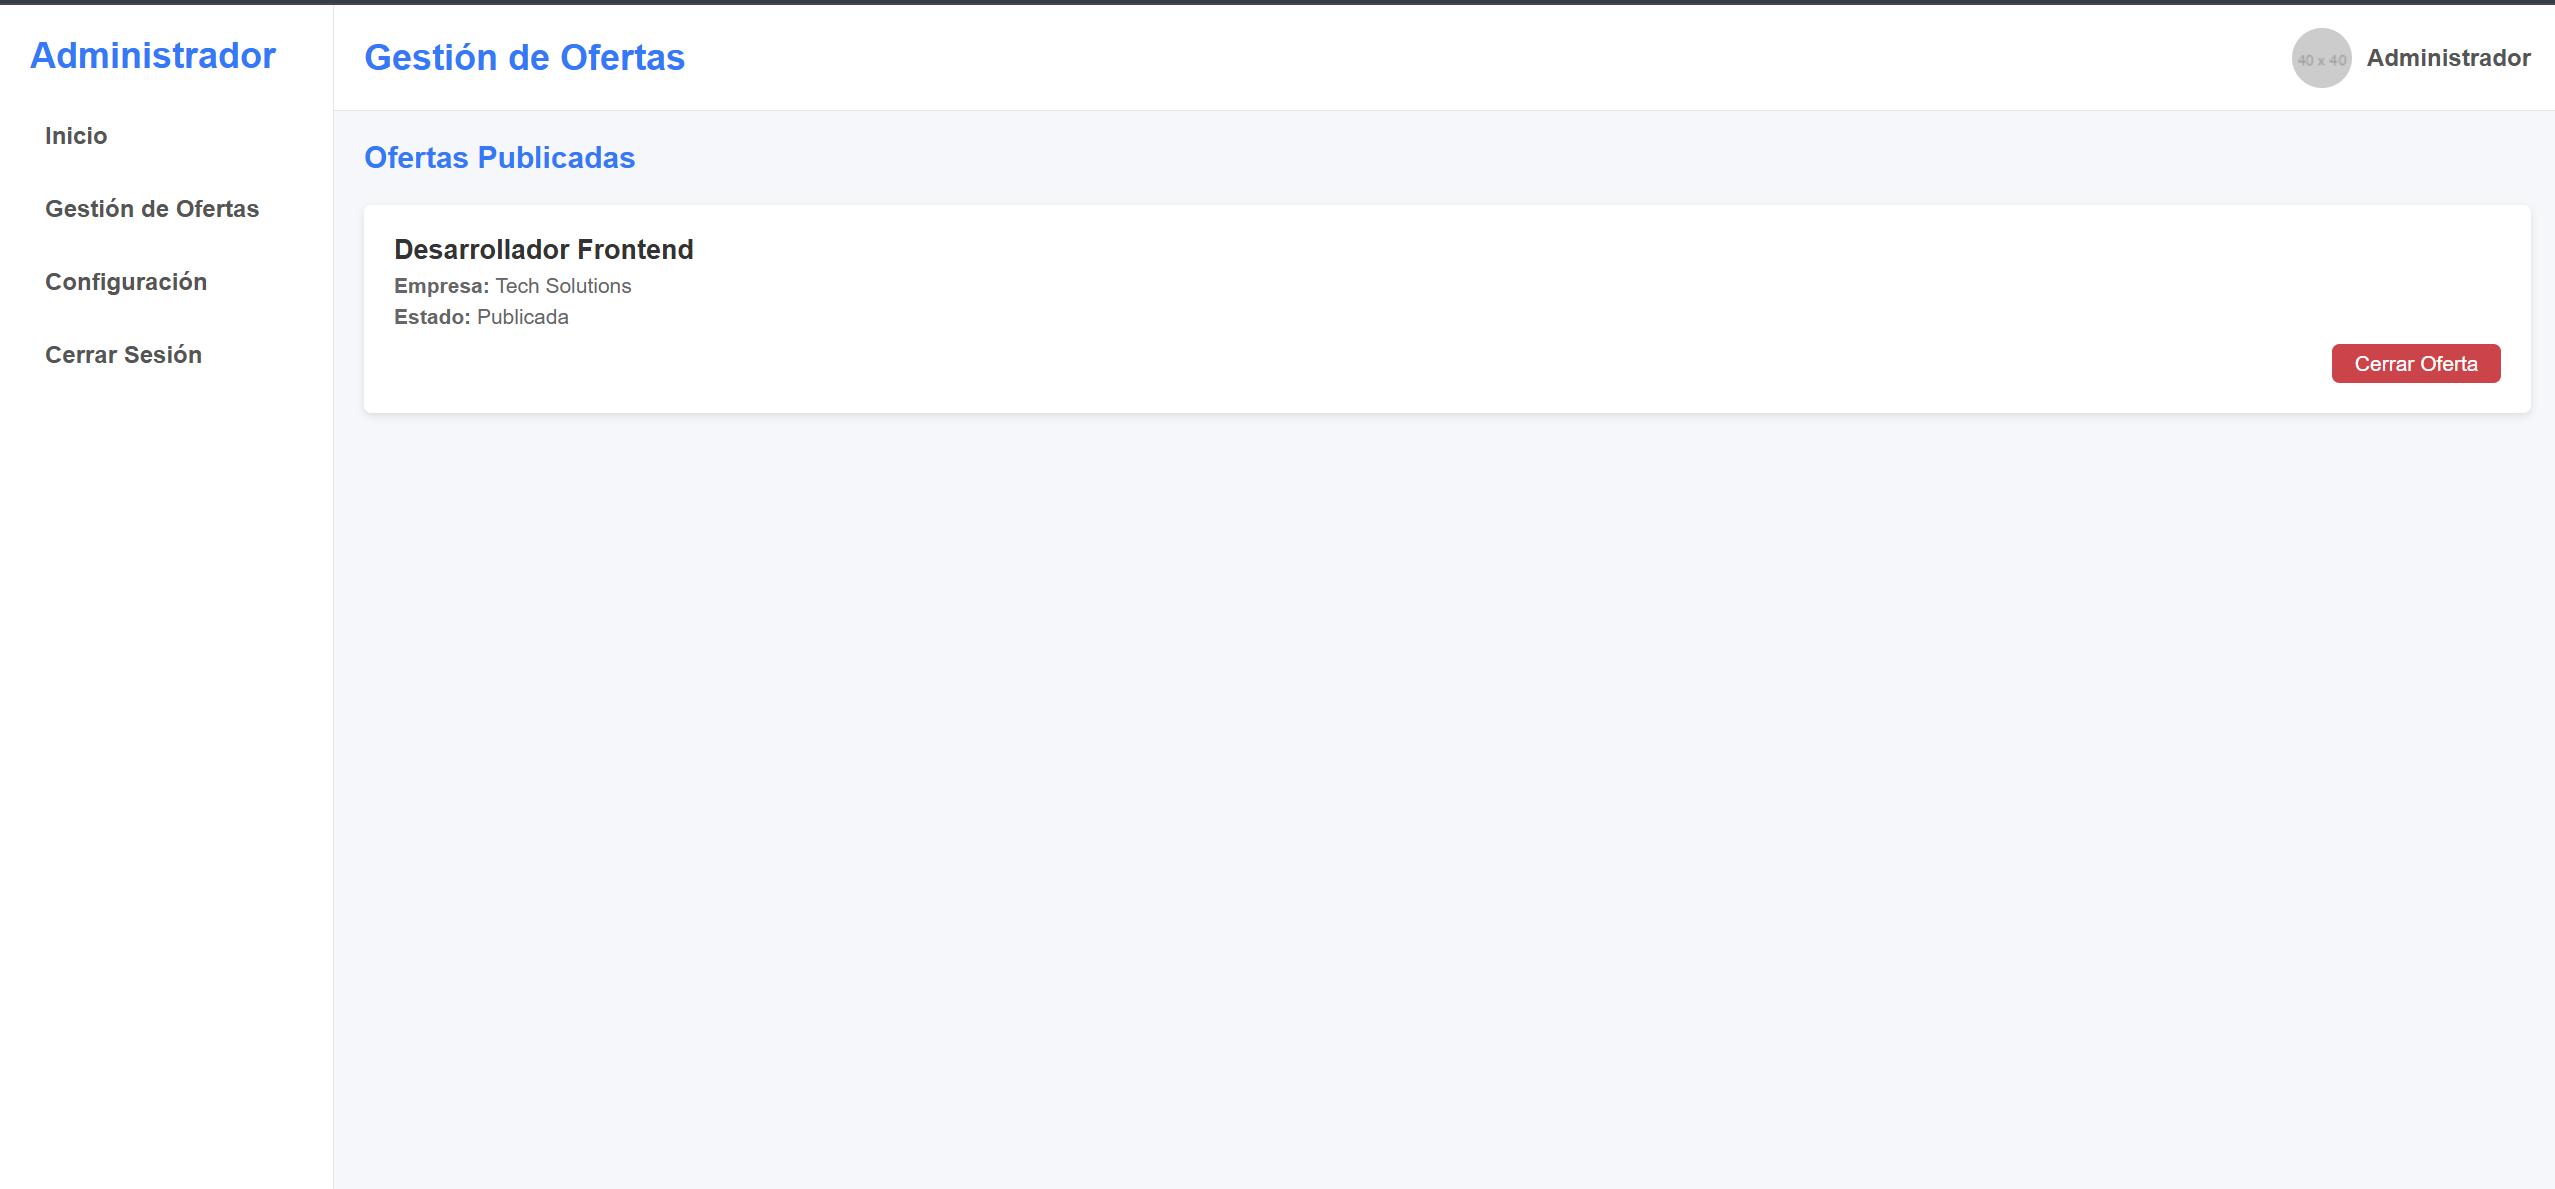 Administrador
Inicio
Gestión de Ofertas
Configuración
Cerrar Sesión
Gestión de Ofertas
40 x 40
Administrador
Ofertas Publicadas
Desarrollador Frontend
Empresa: Tech Solutions
Estado: Publicada
Cerrar Oferta